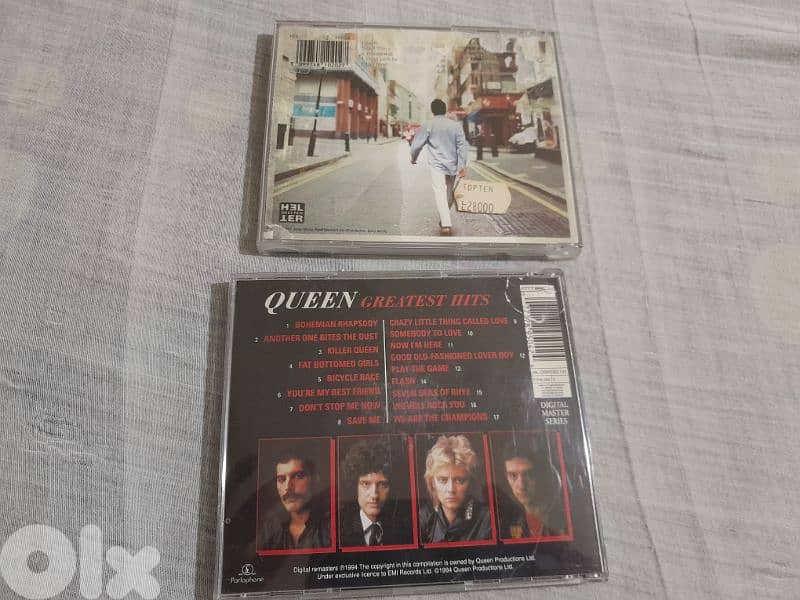 HEL
TER
TOPTEN
£28000
QUEEN GREATEST HITS
1 BOHEMIAN RHAPSODY
2 ANOTHER ONE BITES THE DUST
3 KILLER QUEEN
4 FAT BOTTOMED GIRLS
5 BICYCLE RACE
6 YOU'RE MY BEST FRIEND
7 DON'T STOP ME NOW
8 SAVE ME
CRAZY LITTLE THING CALLED LOVE 9
SOMEBODY TO LOVE 10
NOW I'M HERE 11
GOOD OLD-FASHIONED LOVER BOY 12
PLAY THE GAME 13
FLASH 14
SEVEN SEAS OF RHYE 15
WE WILL ROCK YOU 16
WE ARE THE CHAMPIONS 17
DIGITAL
MASTER
SERIES
Parlophone
Digital remasters ℗1994 The copyright in this compilation is owned by Queen Productions Ltd.
Under exclusive licence to EMI Records Ltd. ©1994 Queen Productions Ltd.
olx